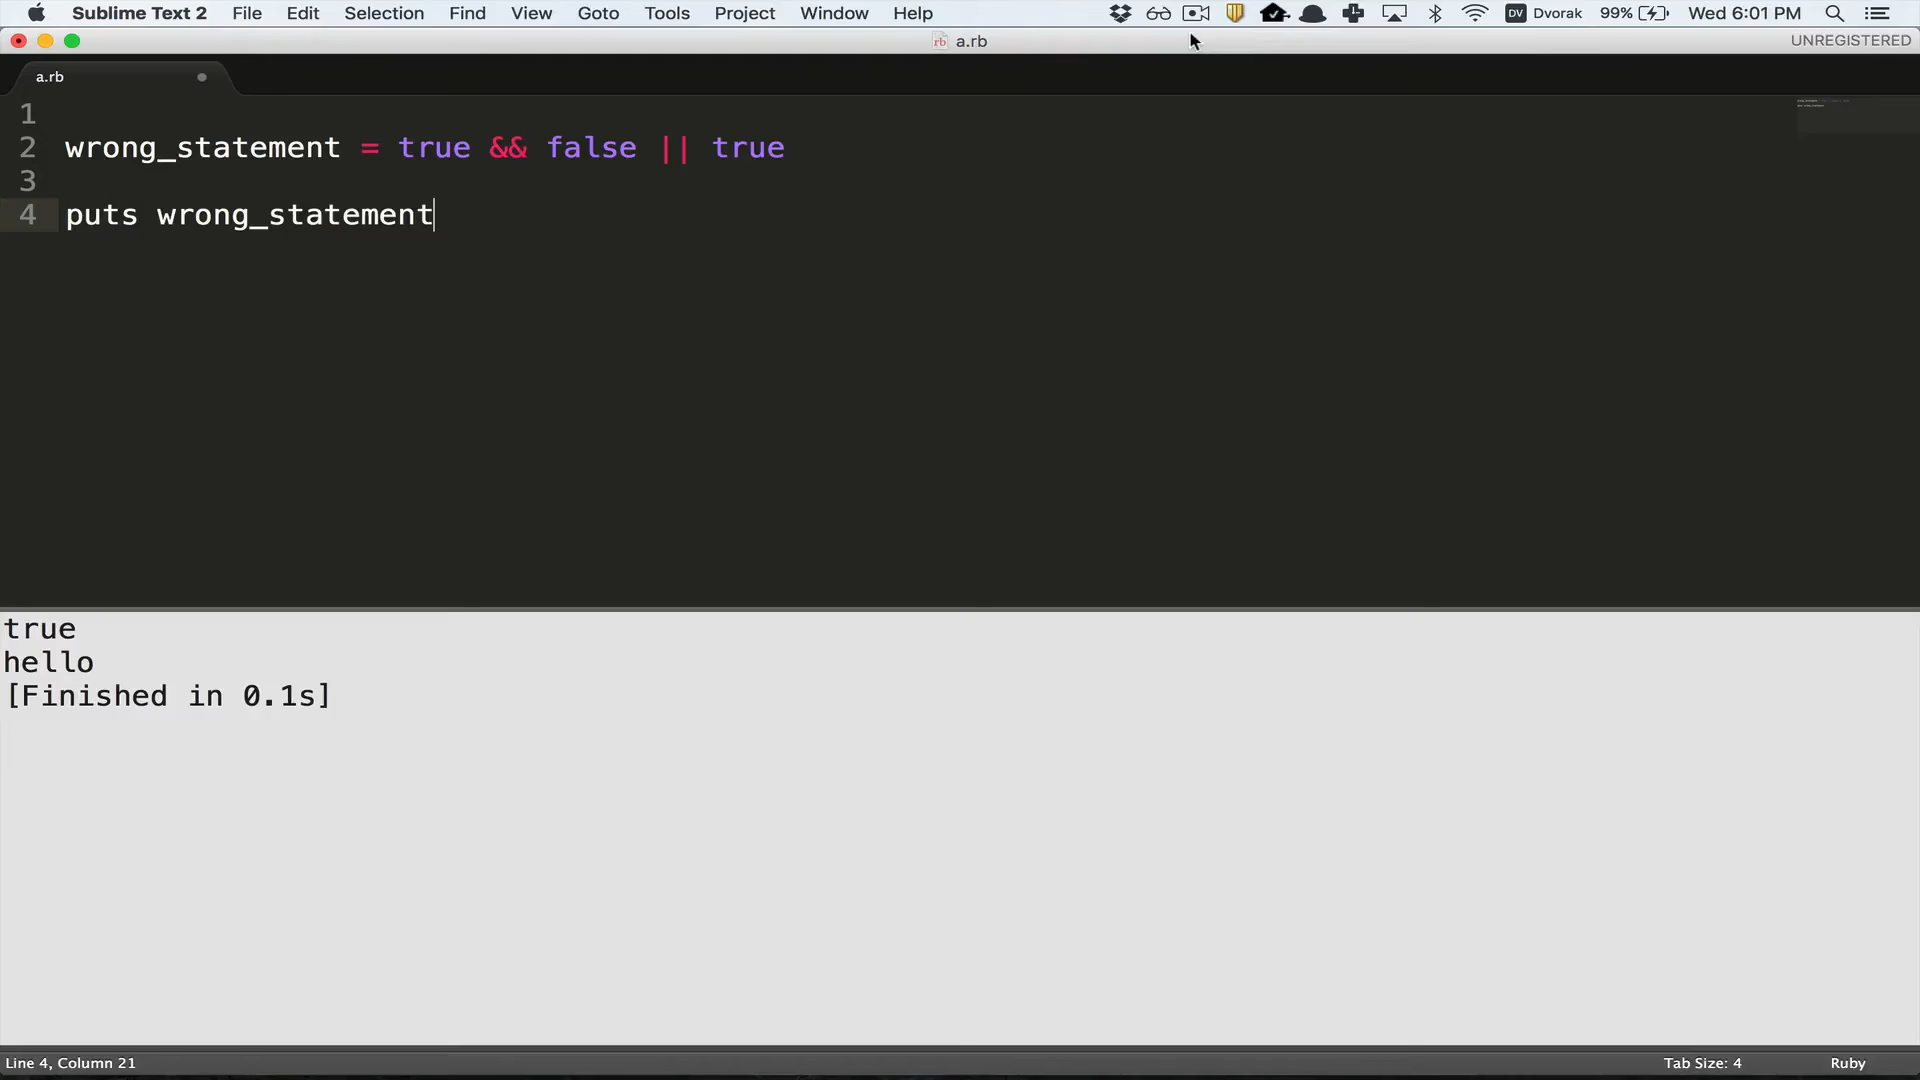 Sublime Text 2 File Edit Selection Find View Goto Tools Project Window Help DV Dvorak 99% Wed 6:01 PM
rb a.rb UNREGISTERED
a.rb
1
2 wrong_statement = true && false || true
3
4 puts wrong_statement
true
hello
[Finished in 0.1s]
Line 4, Column 21 Tab Size: 4 Ruby